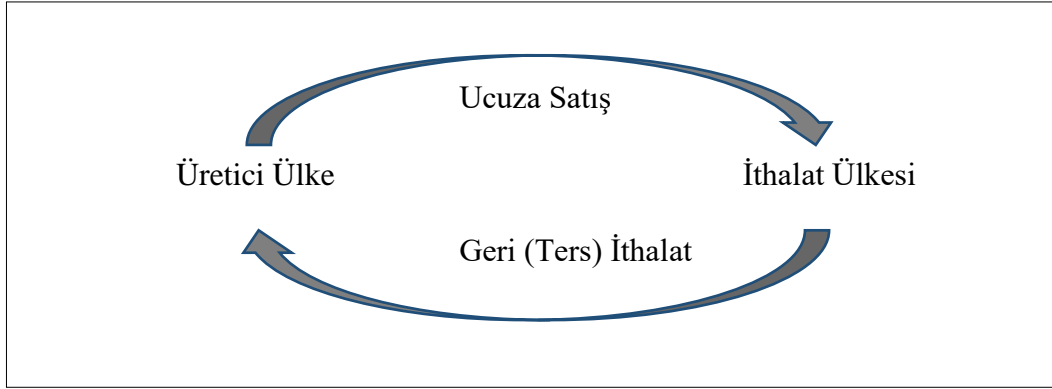 Ucuza Satış
Üretici Ülke
İthalat Ülkesi
Geri (Ters) İthalat